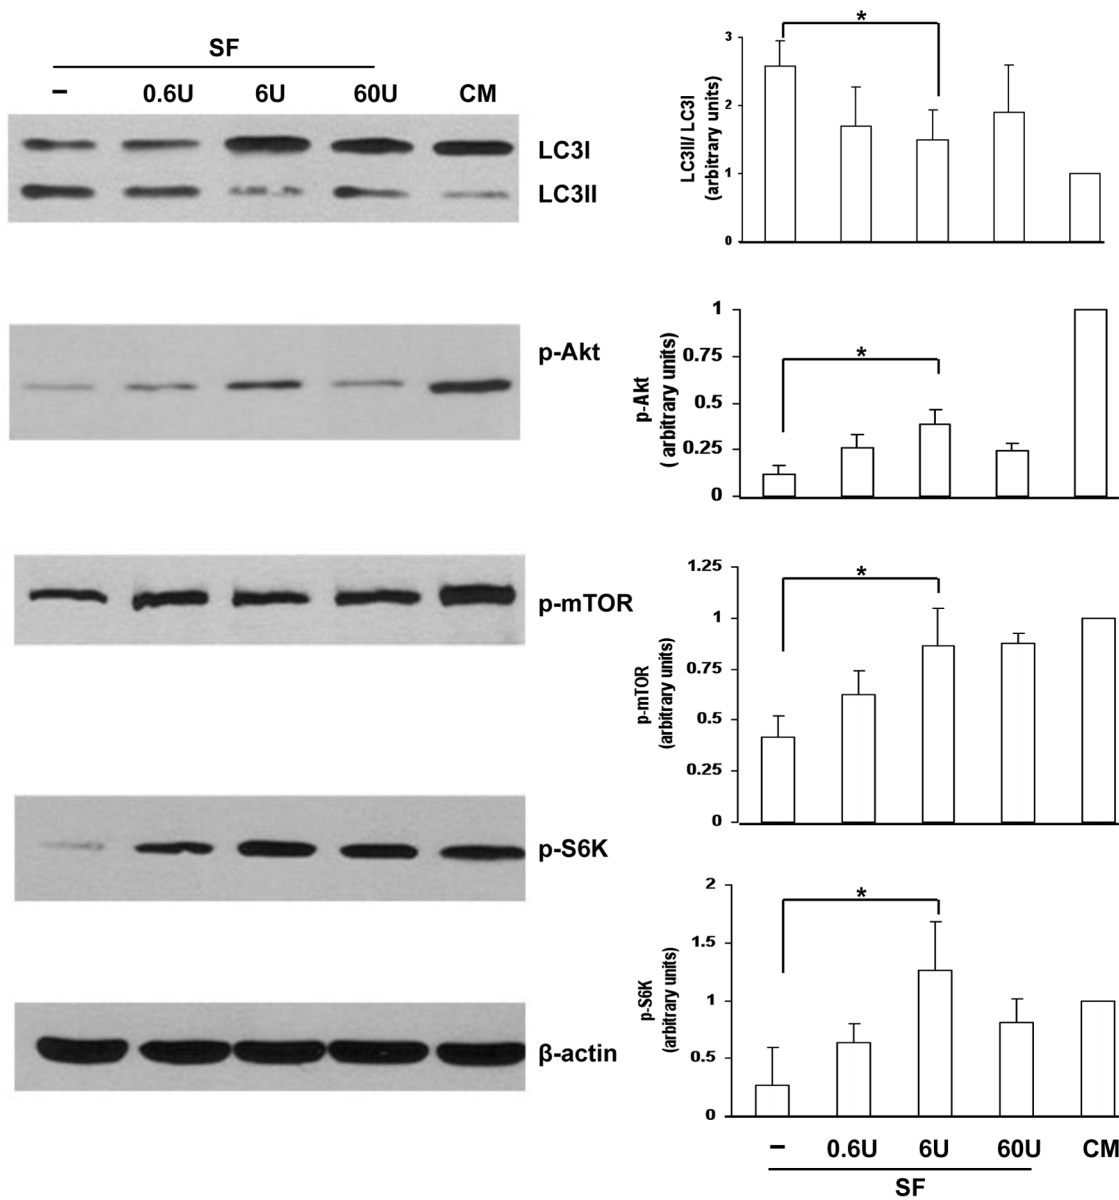 SF
– 0.6U 6U 60U CM
LC3I
LC3II
p-Akt
p-mTOR
p-S6K
β-actin
*
3
2
1
0
LC3II/ LC3I
(arbitrary units)
*
1
0.75
0.5
0.25
0
p-Akt
( arbitrary units)
*
1.25
1
0.75
0.5
0.25
0
p-mTOR
(arbitrary units)
*
2
1.5
1
0.5
0
p-S6K
(arbitrary units)
– 0.6U 6U 60U CM
SF